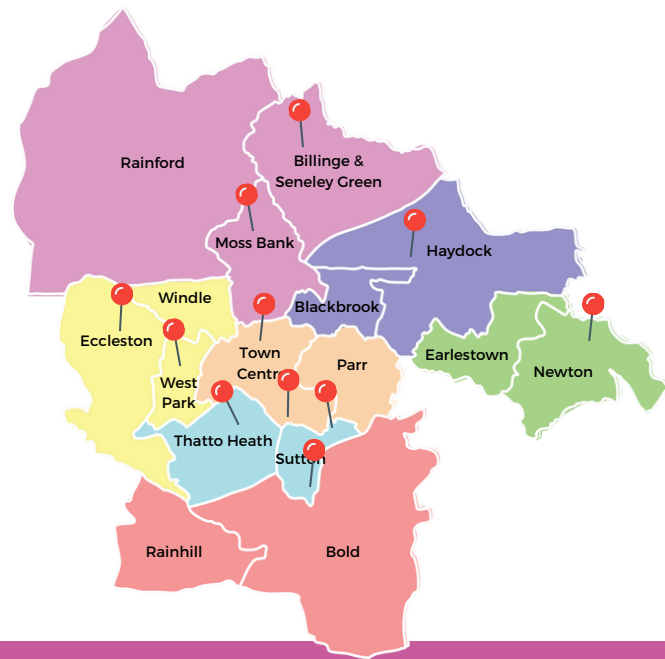 Rainford
Billinge &
Seneley Green
Moss Bank
Haydock
Windle
Blackbrook
Eccleston
Town
Centr
Parr
Earlestown
Newton
West
Park
Thatto Heath
Sutton
Rainhill
Bold